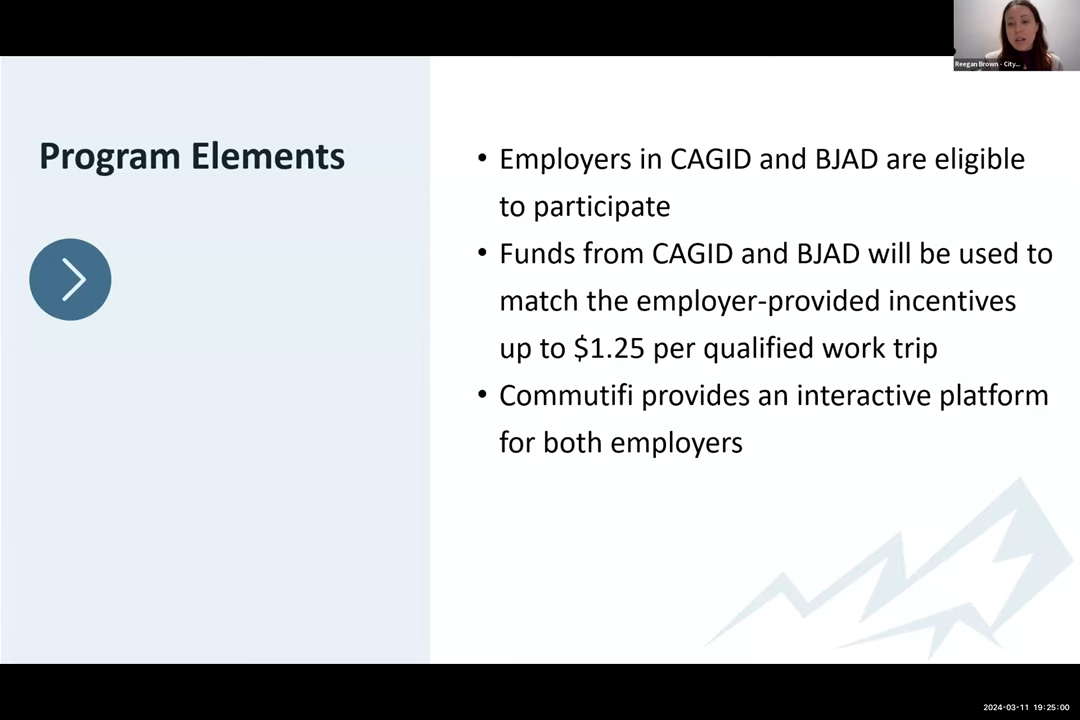 Reegan Brown - City...
Program Elements
• Employers in CAGID and BJAD are eligible
to participate
• Funds from CAGID and BJAD will be used to
match the employer-provided incentives
up to $1.25 per qualified work trip
• Commutifi provides an interactive platform
for both employers
2024-03-11 19:25:00